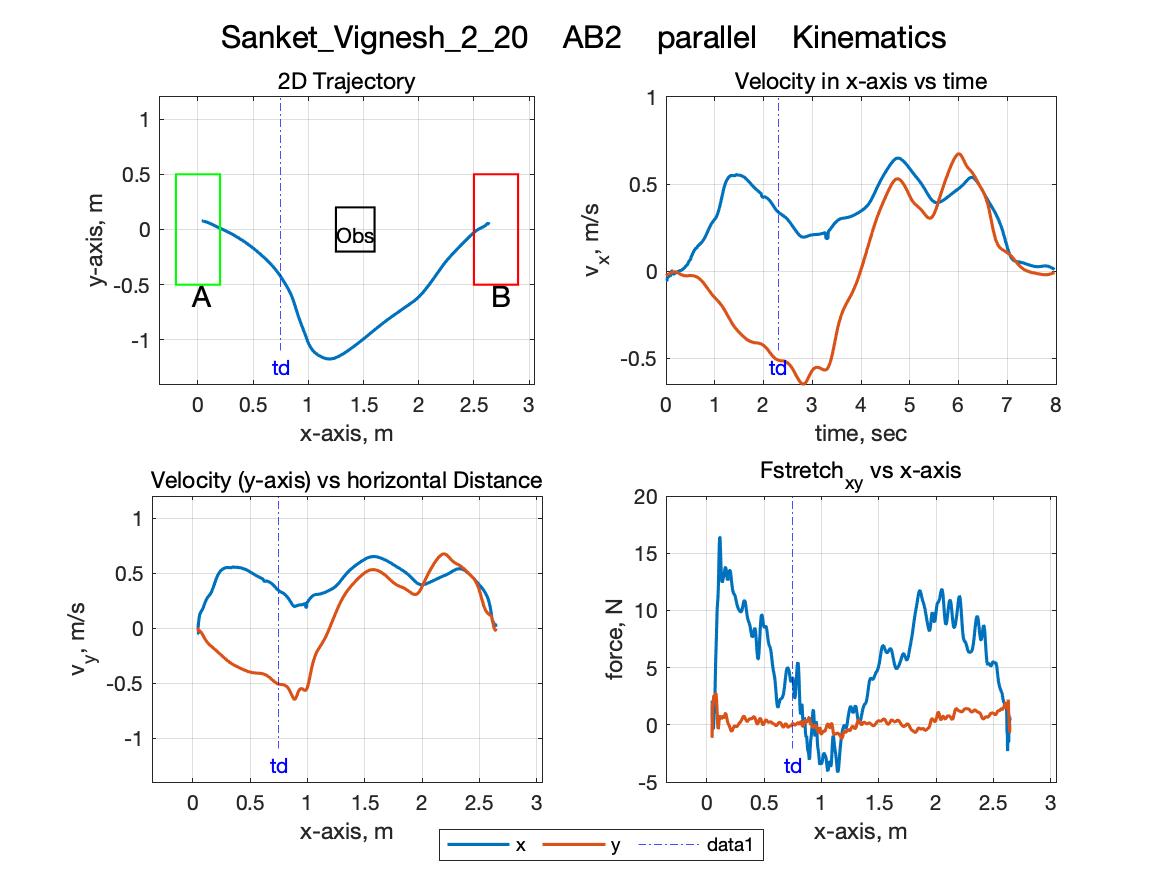 Sanket_Vignesh_2_20 AB2 parallel Kinematics
2D Trajectory
y-axis, m
1
0.5
0
-0.5
-1
Obs
A
B
td
0 0.5 1 1.5 2 2.5 3
x-axis, m
Velocity in x-axis vs time
vx, m/s
1
0.5
0
-0.5
td
0 1 2 3 4 5 6 7 8
time, sec
Velocity (y-axis) vs horizontal Distance
vy, m/s
1
0.5
0
-0.5
-1
td
0 0.5 1 1.5 2 2.5 3
x-axis, m
Fstretchxy vs x-axis
force, N
20
15
10
5
0
-5
td
0 0.5 1 1.5 2 2.5 3
x-axis, m
x y data1